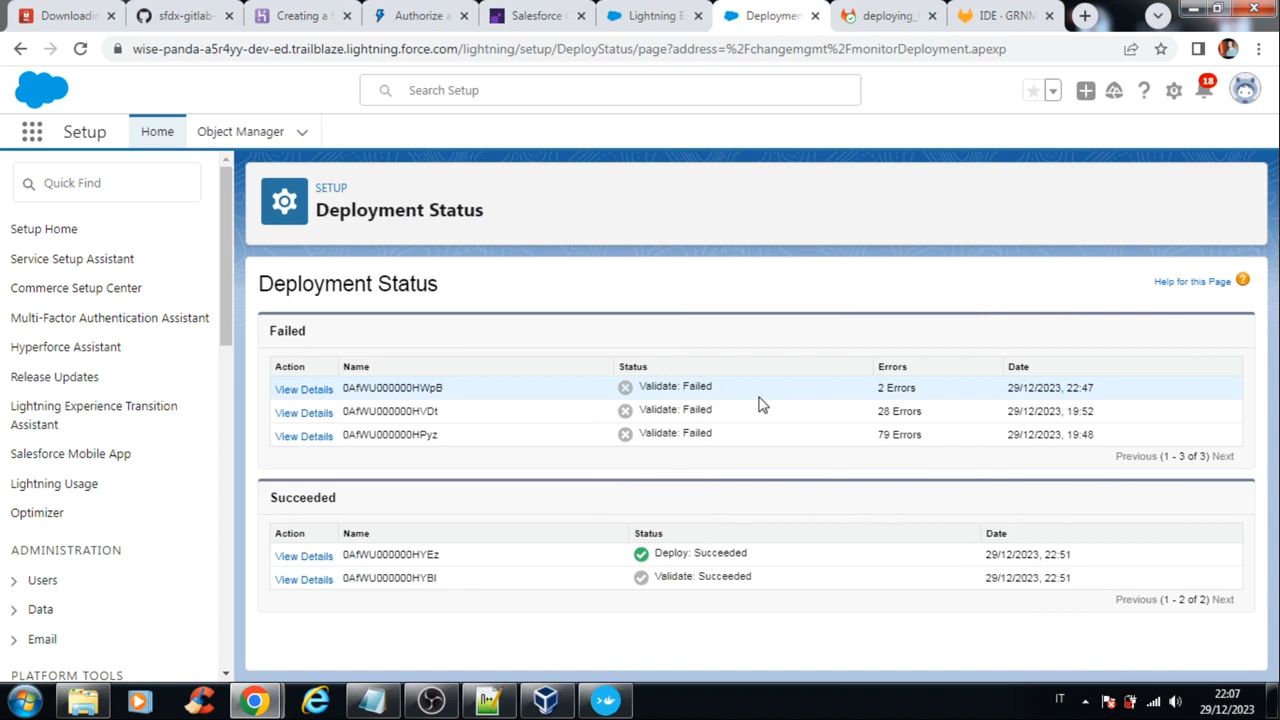 Downloadin
sfdx-gitlab-
Creating a S
Authorize a
Salesforce C
Lightning E
Deploymen
deploying_
IDE · GRNM
wise-panda-a5r4yy-dev-ed.trailblaze.lightning.force.com/lightning/setup/DeployStatus/page?address=%2Fchangemgmt%2FmonitorDeployment.apexp
Search Setup
18
Setup
Home
Object Manager
Quick Find
Setup Home
Service Setup Assistant
Commerce Setup Center
Multi-Factor Authentication Assistant
Hyperforce Assistant
Release Updates
Lightning Experience Transition
Assistant
Salesforce Mobile App
Lightning Usage
Optimizer
ADMINISTRATION
Users
Data
Email
PLATFORM TOOLS
SETUP
Deployment Status
Deployment Status
Help for this Page
Failed
Action Name Status Errors Date
View Details 0AfWU000000HWpB Validate: Failed 2 Errors 29/12/2023, 22:47
View Details 0AfWU000000HVDt Validate: Failed 28 Errors 29/12/2023, 19:52
View Details 0AfWU000000HPyz Validate: Failed 79 Errors 29/12/2023, 19:48
Previous (1 - 3 of 3) Next
Succeeded
Action Name Status Date
View Details 0AfWU000000HYEz Deploy: Succeeded 29/12/2023, 22:51
View Details 0AfWU000000HYBl Validate: Succeeded 29/12/2023, 22:51
Previous (1 - 2 of 2) Next
IT
22:07
29/12/2023